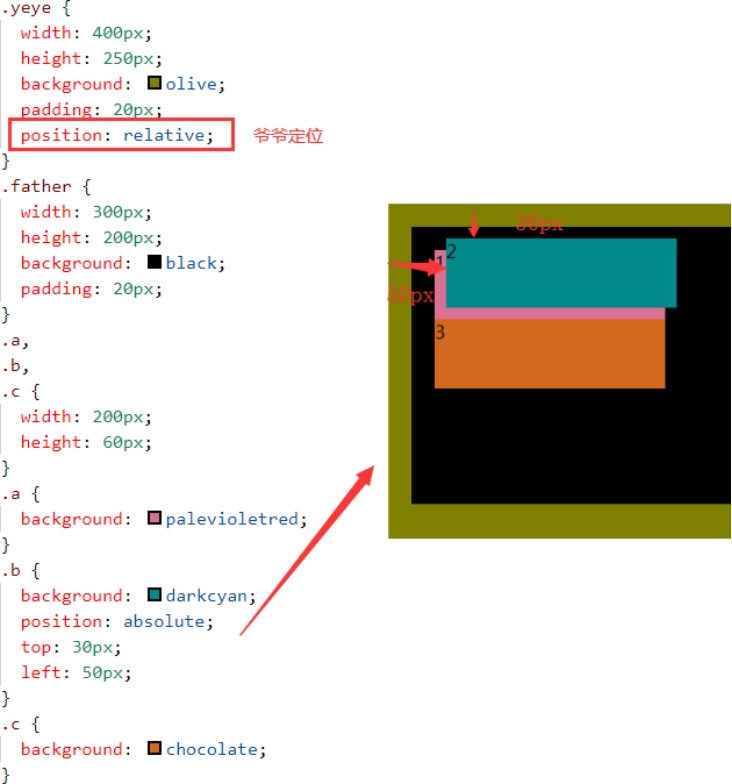 .yeye {
width: 400px;
height: 250px;
background: olive;
padding: 20px;
position: relative; 爷爷定位
}
.father {
width: 300px;
height: 200px;
background: black;
padding: 20px;
}
.a,
.b,
.c {
width: 200px;
height: 60px;
}
.a {
background: palevioletred;
}
.b {
background: darkcyan;
position: absolute;
top: 30px;
left: 50px;
}
.c {
background: chocolate;
}
30px
2
1
50px
3